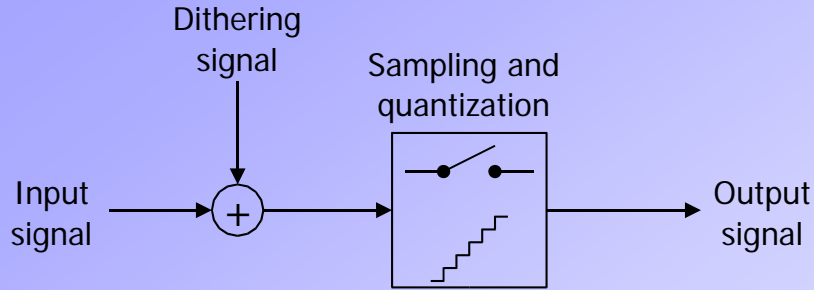 Dithering
signal
Sampling and
quantization
Input
signal
+
Output
signal